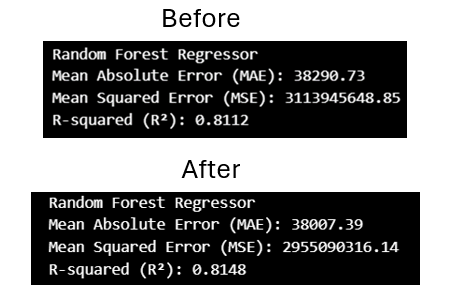 Before
Random Forest Regressor
Mean Absolute Error (MAE): 38290.73
Mean Squared Error (MSE): 3113945648.85
R-squared (R²): 0.8112
After
Random Forest Regressor
Mean Absolute Error (MAE): 38007.39
Mean Squared Error (MSE): 2955090316.14
R-squared (R²): 0.8148